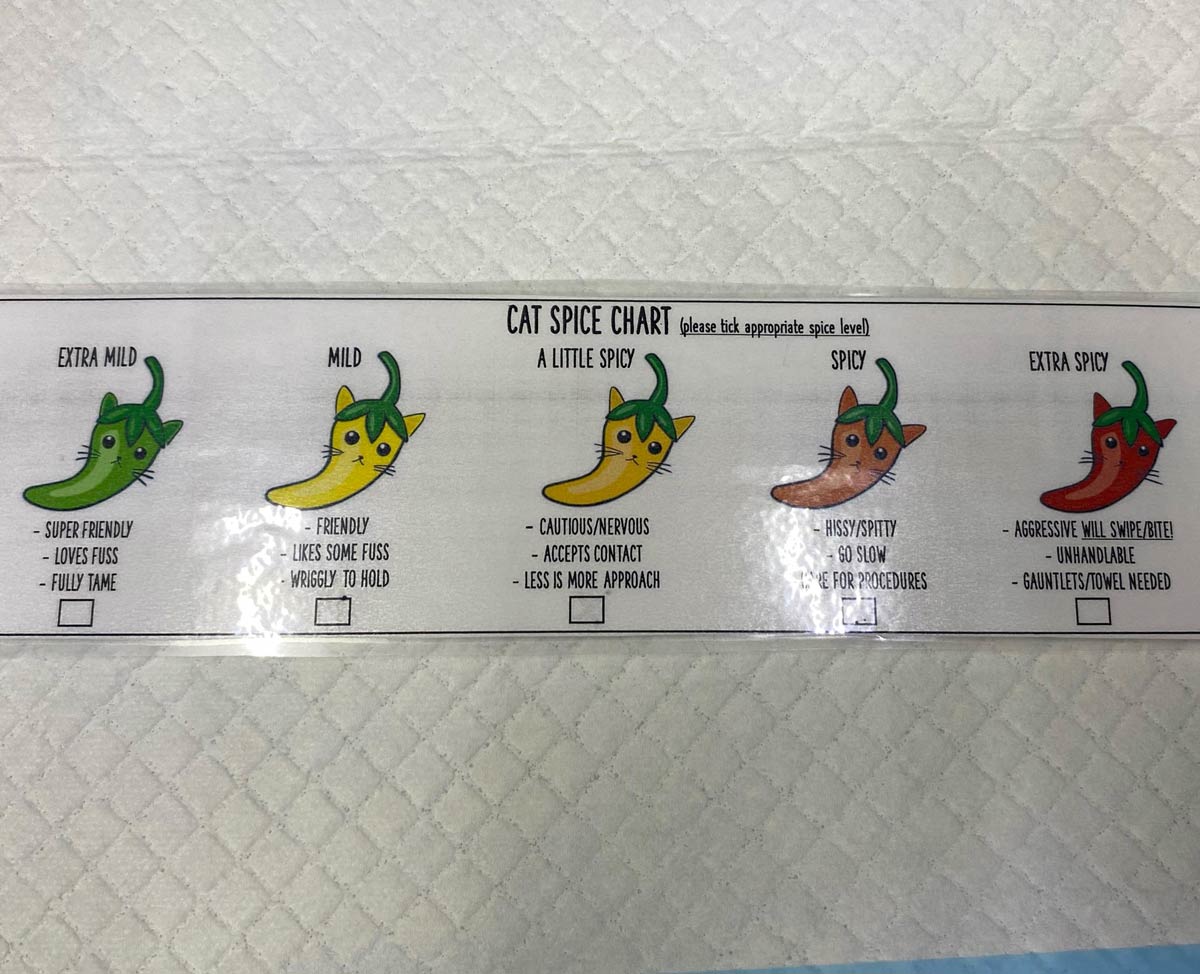 CAT SPICE CHART (please tick appropriate spice level)
EXTRA MILD
- SUPER FRIENDLY
- LOVES FUSS
- FULLY TAME
MILD
- FRIENDLY
- LIKES SOME FUSS
- WRIGGLY TO HOLD
A LITTLE SPICY
- CAUTIOUS/NERVOUS
- ACCEPTS CONTACT
- LESS IS MORE APPROACH
SPICY
- HISSY/SPITTY
- GO SLOW
FOR PROCEDURES
EXTRA SPICY
- AGGRESSIVE WILL SWIPE/BITE!
- UNHANDLABLE
- GAUNTLETS/TOWEL NEEDED